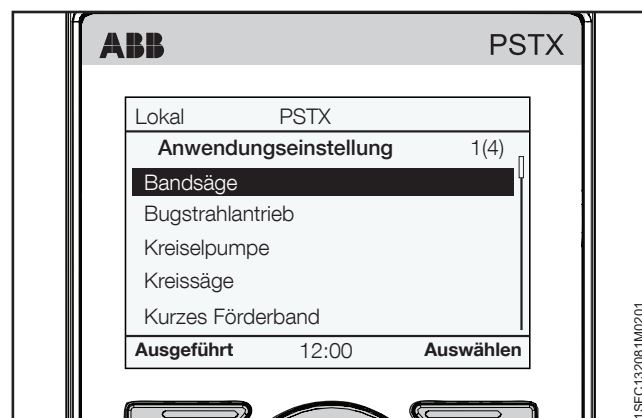 ABB PSTX
Lokal PSTX
Anwendungseinstellung 1(4)
Bandsäge
Bugstrahlantrieb
Kreiselpumpe
Kreissäge
Kurzes Förderband
Ausgeführt 12:00 Auswählen
1SFC132081M0201